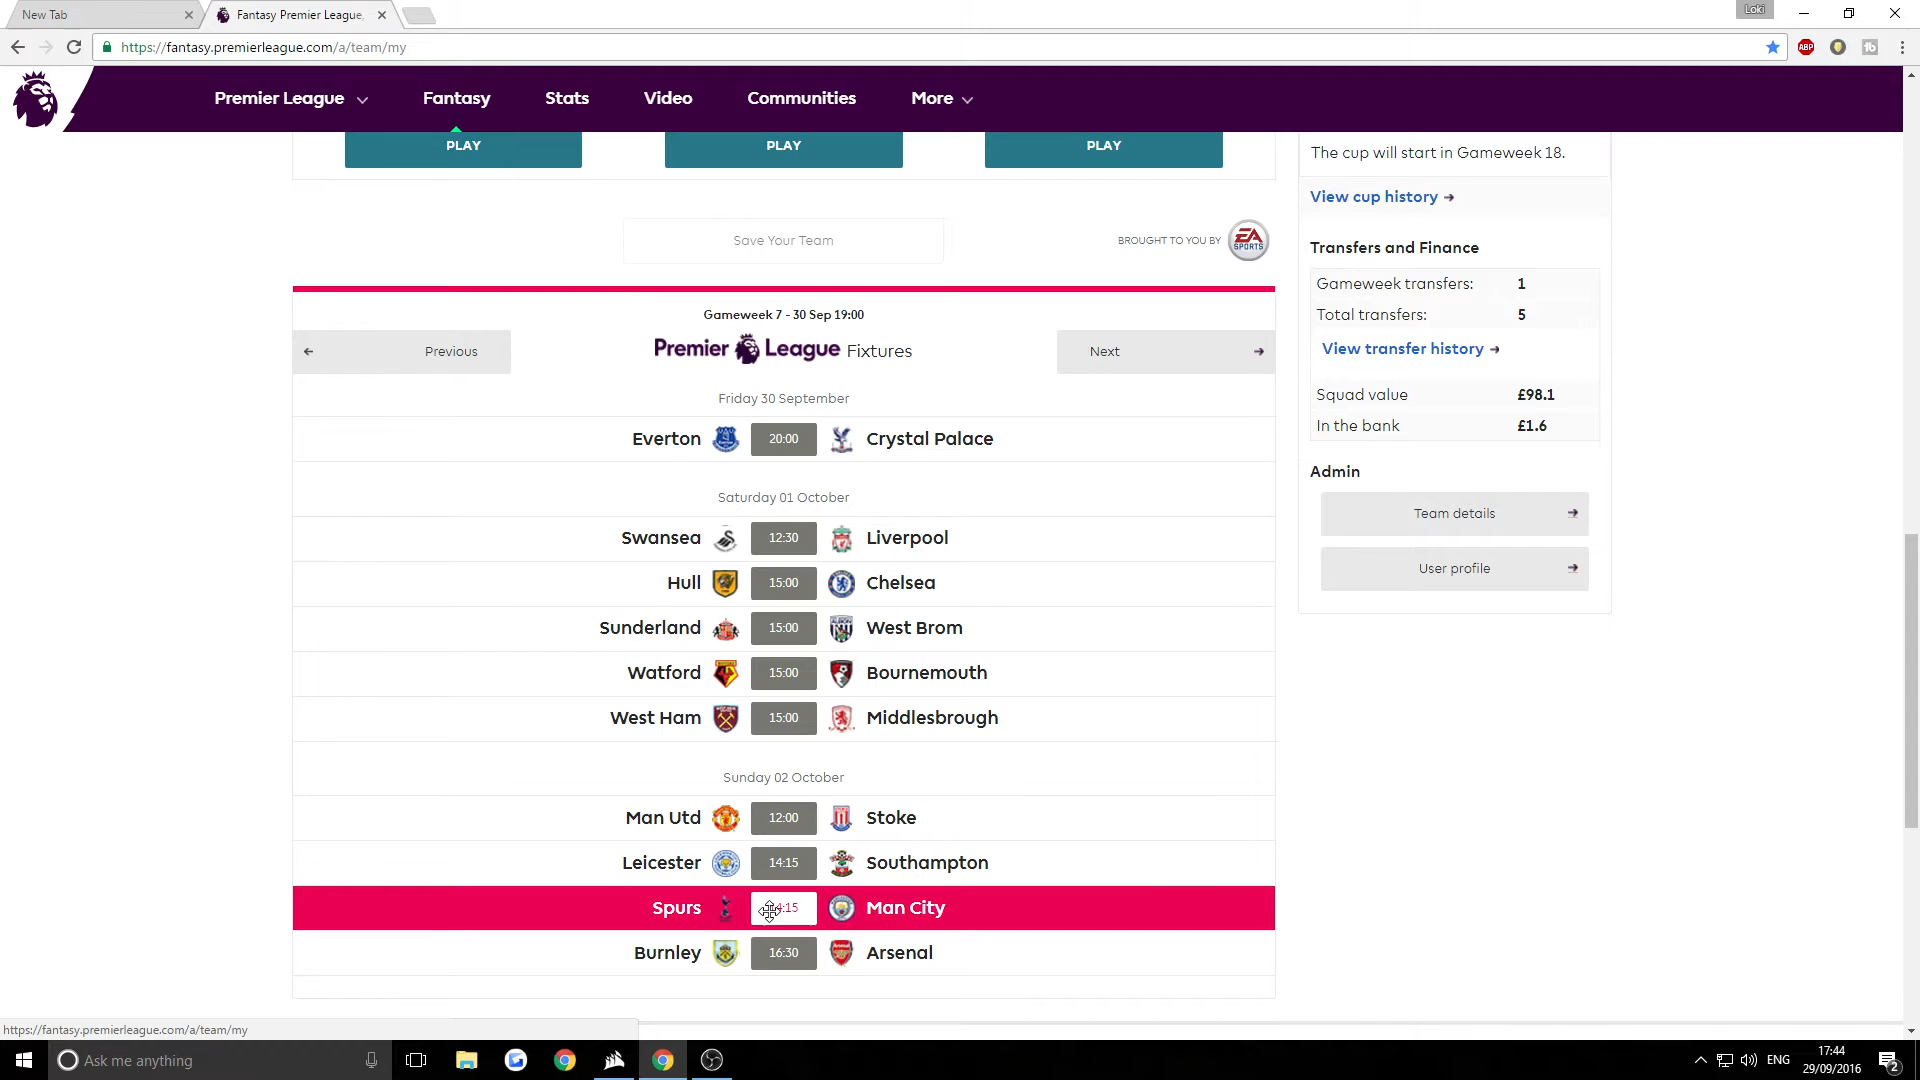 New Tab
Fantasy Premier League,
Loki
https://fantasy.premierleague.com/a/team/my
ABP
Premier League
Fantasy
Stats
Video
Communities
More
PLAY
PLAY
PLAY
The cup will start in Gameweek 18.
View cup history
Save Your Team
BROUGHT TO YOU BY
EA SPORTS
Transfers and Finance
Gameweek transfers: 1
Total transfers: 5
View transfer history
Squad value £98.1
In the bank £1.6
Admin
Team details
User profile
Gameweek 7 - 30 Sep 19:00
Previous
Premier League Fixtures
Next
Friday 30 September
Everton 20:00 Crystal Palace
Saturday 01 October
Swansea 12:30 Liverpool
Hull 15:00 Chelsea
Sunderland 15:00 West Brom
Watford 15:00 Bournemouth
West Ham 15:00 Middlesbrough
Sunday 02 October
Man Utd 12:00 Stoke
Leicester 14:15 Southampton
Spurs 4:15 Man City
Burnley 16:30 Arsenal
https://fantasy.premierleague.com/a/team/my
Ask me anything
ENG
17:44
29/09/2016
2